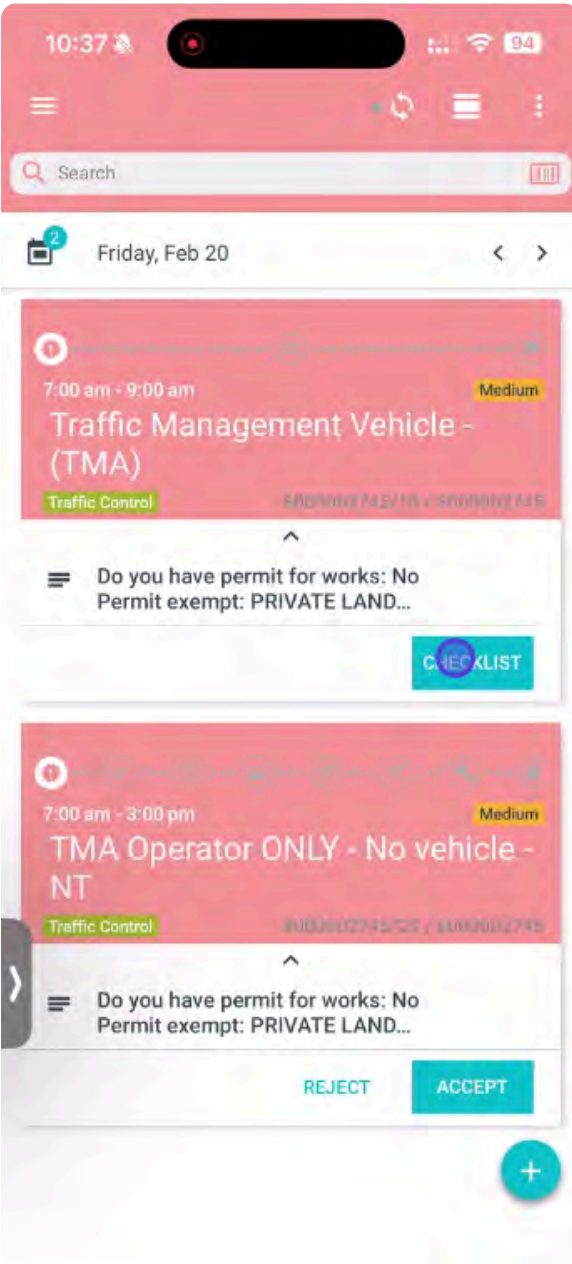 10:37
94
Search
2
Friday, Feb 20
7:00 am - 9:00 am
Medium
Traffic Management Vehicle -
(TMA)
Traffic Control
Do you have permit for works: No
Permit exempt: PRIVATE LAND...
CHECKLIST
7:00 am - 3:00 pm
Medium
TMA Operator ONLY - No vehicle -
NT
Traffic Control
Do you have permit for works: No
Permit exempt: PRIVATE LAND...
REJECT
ACCEPT